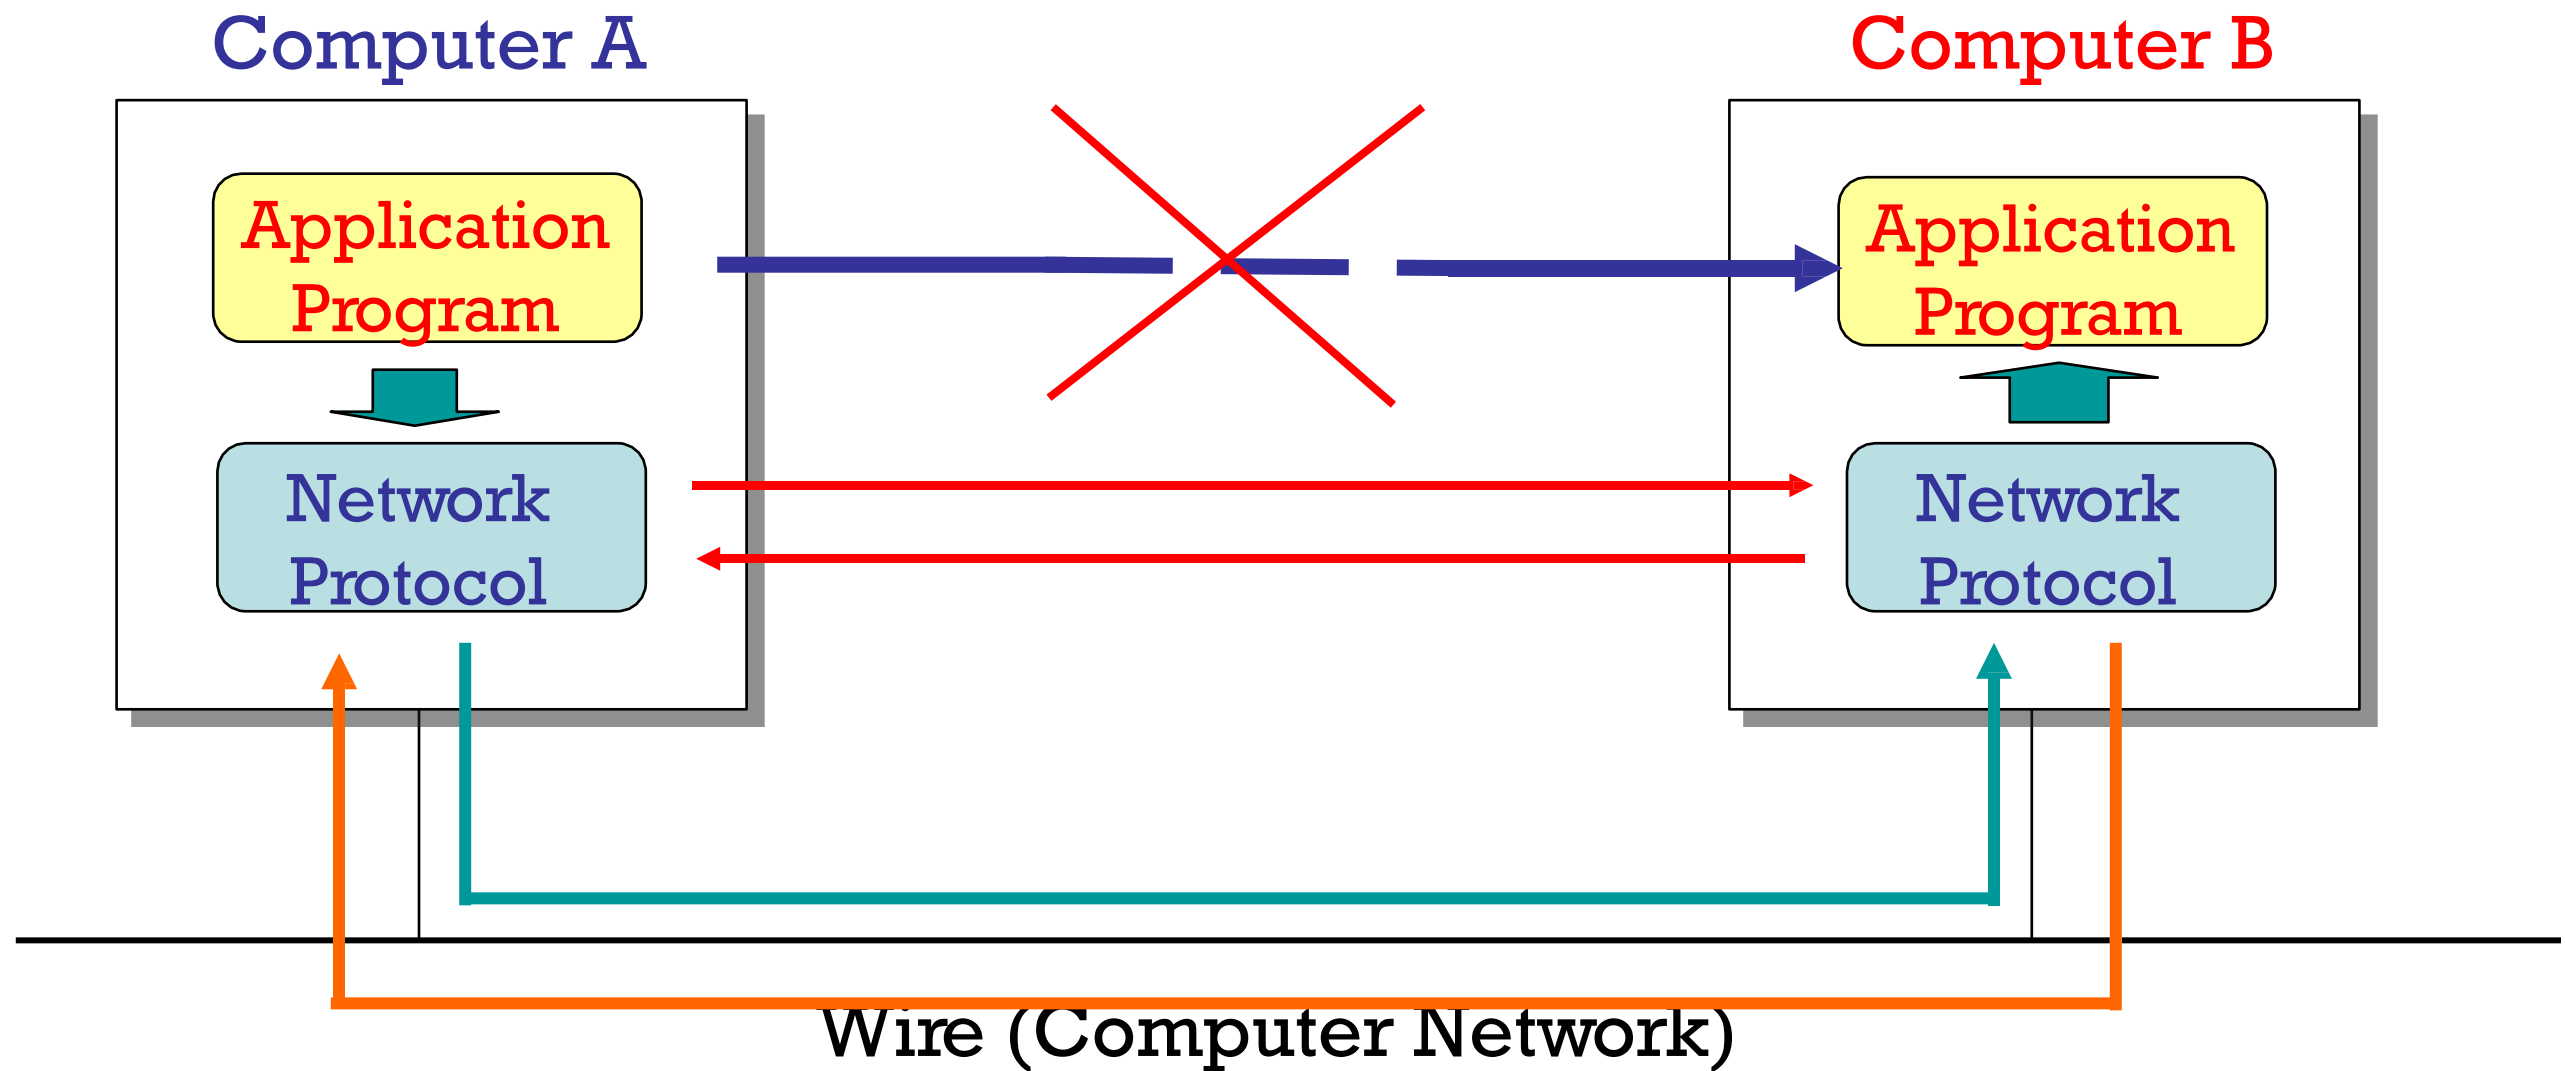 Computer A
Computer B
Application
Program
Application
Program
Network
Protocol
Network
Protocol
Wire (Computer Network)